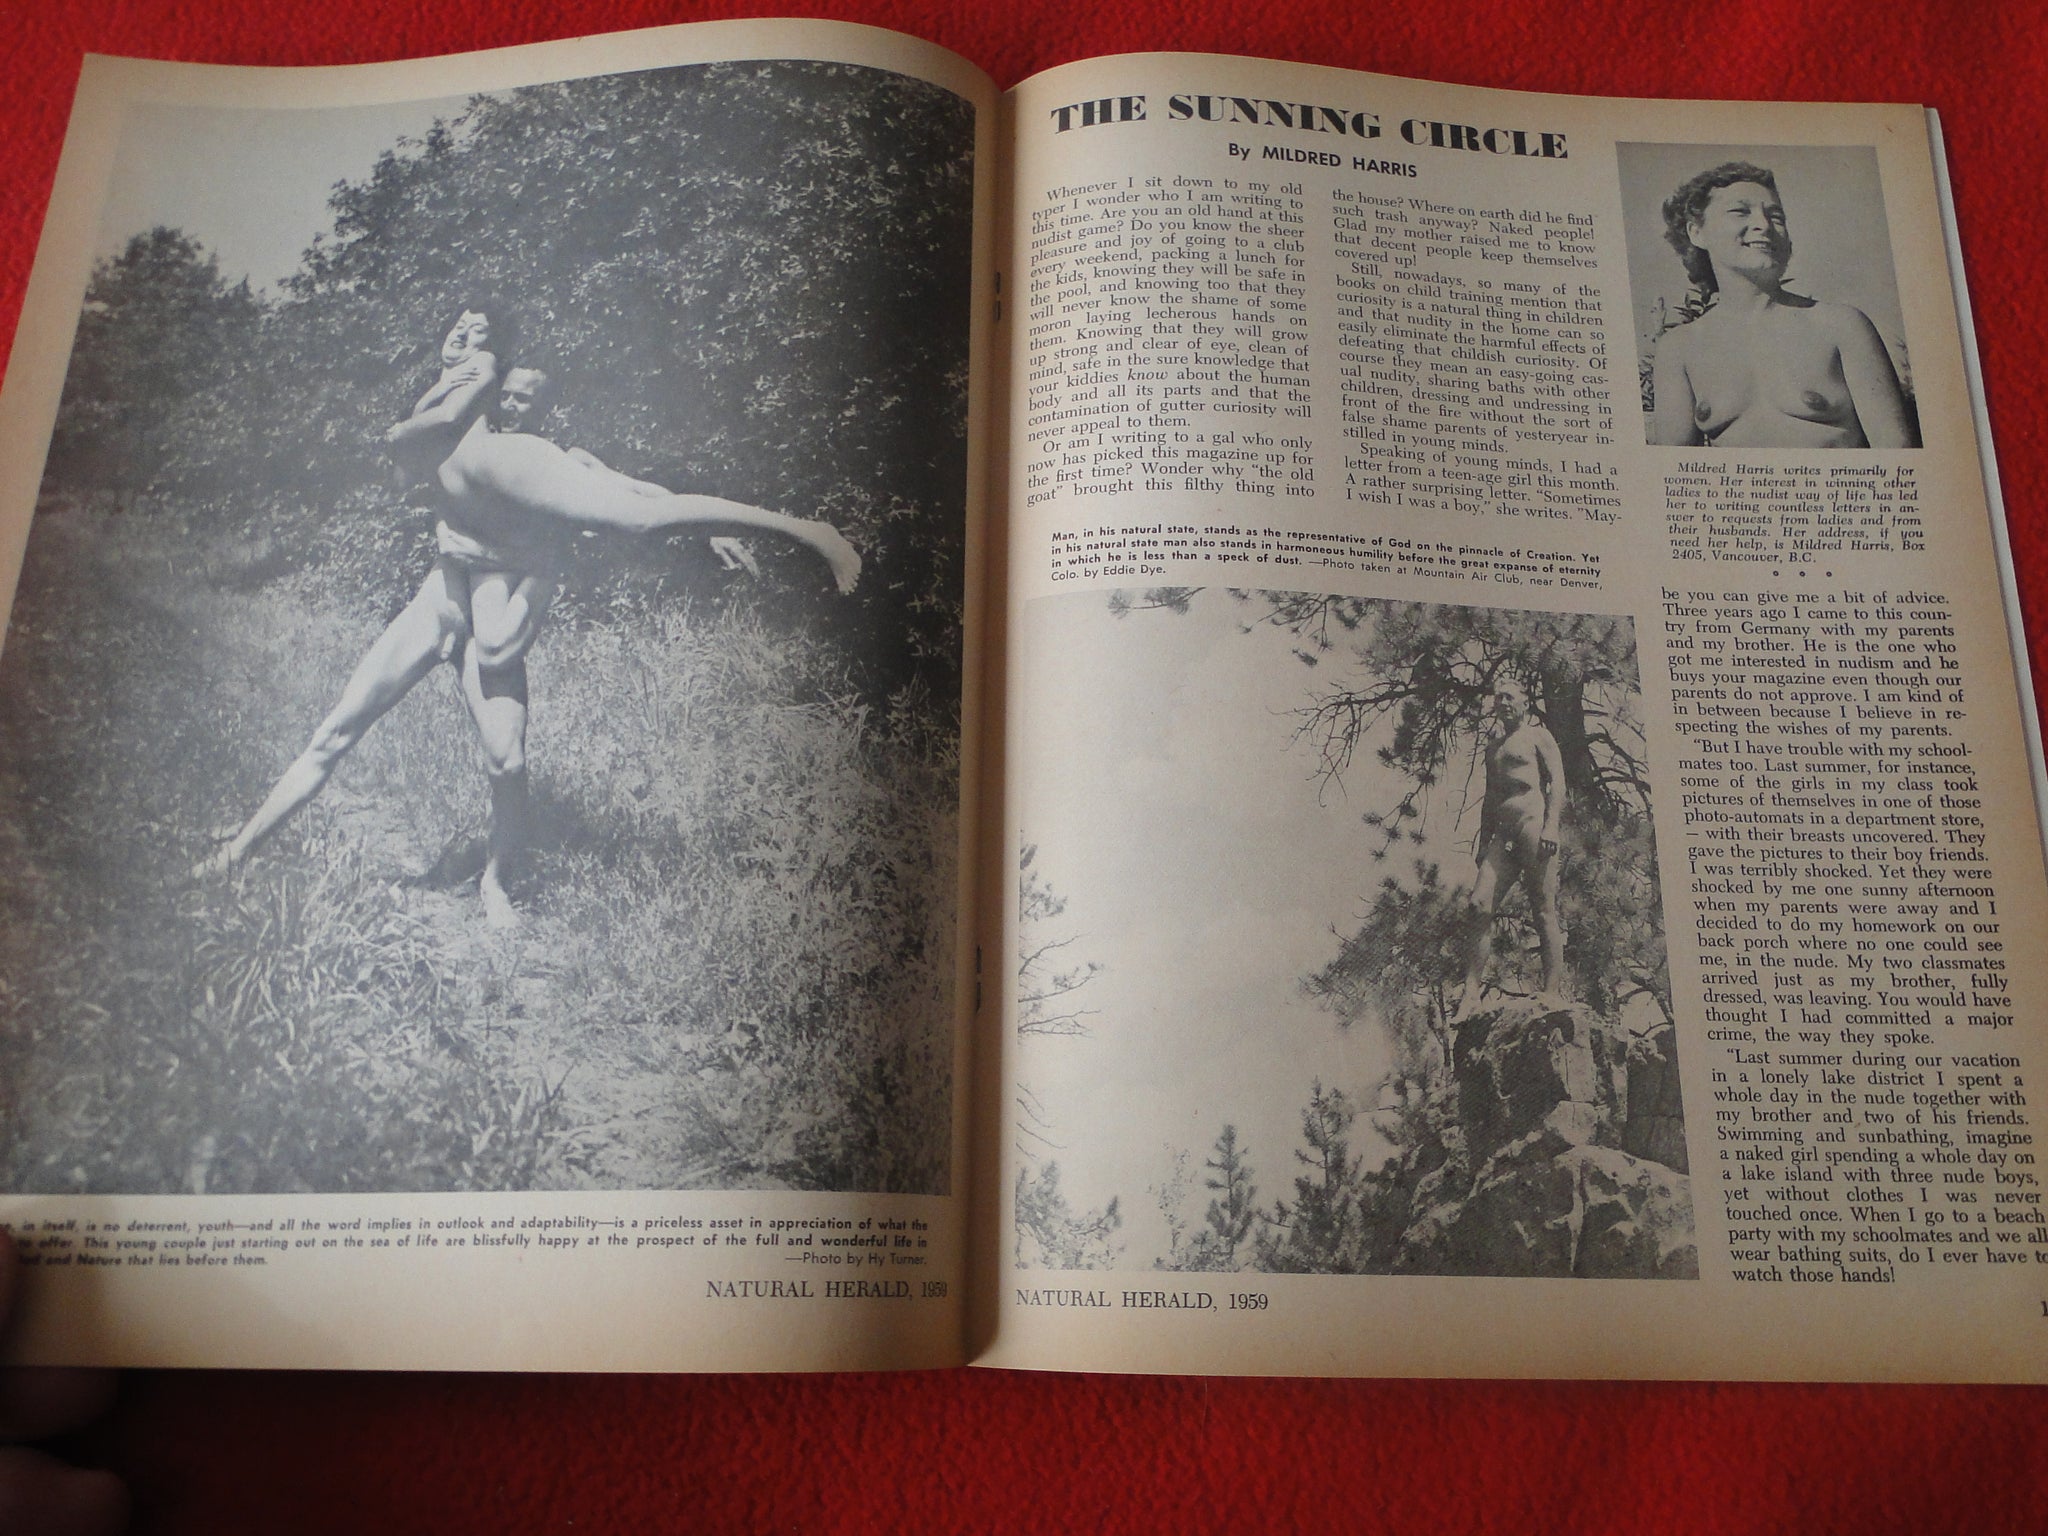 in itself, is no deterrent, youth—and all the word implies in outlook and adaptability—is a priceless asset in appreciation of what the
to offer. This young couple just starting out on the sea of life are blissfully happy at the prospect of the full and wonderful life in
and Nature that lies before them.
—Photo by Hy Turner.
NATURAL HERALD, 1959
THE SUNNING CIRCLE
By MILDRED HARRIS
Whenever I sit down to my old
typer I wonder who I am writing to
this time. Are you an old hand at this
nudist game? Do you know the sheer
pleasure and joy of going to a club
every weekend, packing a lunch for
the kids, knowing they will be safe in
the pool, and knowing too that they
will never know the shame of some
moron laying lecherous hands on
them. Knowing that they will grow
up strong and clear of eye, clean of
mind, safe in the sure knowledge that
your kiddies know about the human
body and all its parts and that the
contamination of gutter curiosity will
never appeal to them.
Or am I writing to a gal who only
now has picked this magazine up for
the first time? Wonder why "the old
goat" brought this filthy thing into
the house? Where on earth did he find
such trash anyway? Naked people!
Glad my mother raised me to know
that decent people keep themselves
covered up!
Still, nowadays, so many of the
books on child training mention that
curiosity is a natural thing in children
and that nudity in the home can so
easily eliminate the harmful effects of
defeating that childish curiosity. Of
course they mean an easy-going cas-
ual nudity, sharing baths with other
children, dressing and undressing in
front of the fire without the sort of
false shame parents of yesteryear in-
stilled in young minds.
Speaking of young minds, I had a
letter from a teen-age girl this month.
A rather surprising letter. "Sometimes
I wish I was a boy," she writes. "May-
Mildred Harris writes primarily for
women. Her interest in winning other
ladies to the nudist way of life has led
her to writing countless letters in an-
swer to requests from ladies and from
their husbands. Her address, if you
need her help, is Mildred Harris, Box
2405, Vancouver, B.C.
• • •
be you can give me a bit of advice.
Three years ago I came to this coun-
try from Germany with my parents
and my brother. He is the one who
got me interested in nudism and he
buys your magazine even though our
parents do not approve. I am kind of
in between because I believe in re-
specting the wishes of my parents.
"But I have trouble with my school-
mates too. Last summer, for instance,
some of the girls in my class took
pictures of themselves in one of those
photo-automats in a department store,
— with their breasts uncovered. They
gave the pictures to their boy friends.
I was terribly shocked. Yet they were
shocked by me one sunny afternoon
when my parents were away and I
decided to do my homework on our
back porch where no one could see
me, in the nude. My two classmates
arrived just as my brother, fully
dressed, was leaving. You would have
thought I had committed a major
crime, the way they spoke.
"Last summer during our vacation
in a lonely lake district I spent a
whole day in the nude together with
my brother and two of his friends.
Swimming and sunbathing, imagine
a naked girl spending a whole day on
a lake island with three nude boys,
yet without clothes I was never
touched once. When I go to a beach
party with my schoolmates and we all
wear bathing suits, do I ever have to
watch those hands!
Man, in his natural state, stands as the representative of God on the pinnacle of Creation. Yet
in his natural state man also stands in harmoneous humility before the great expanse of eternity
in which he is less than a speck of dust. —Photo taken at Mountain Air Club, near Denver,
Colo. by Eddie Dye.
NATURAL HERALD, 1959